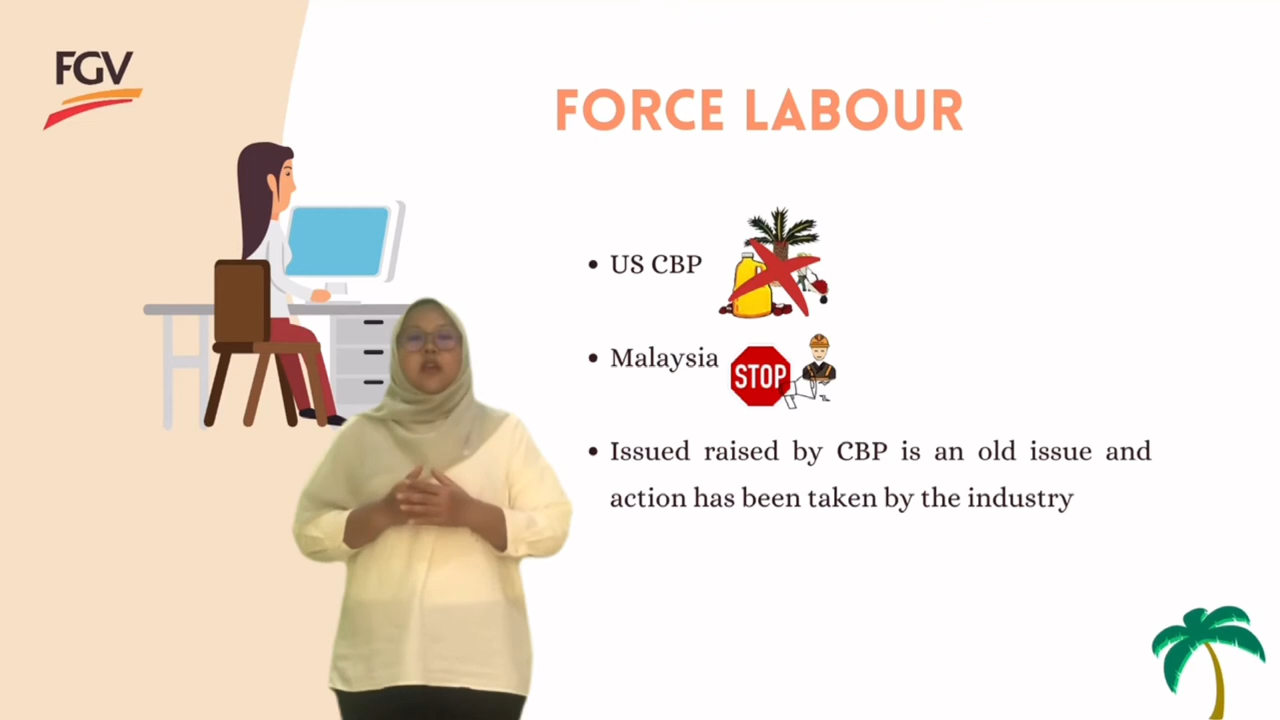 FGV
FORCE LABOUR
• US CBP
• Malaysia
STOP
• Issued raised by CBP is an old issue and
action has been taken by the industry